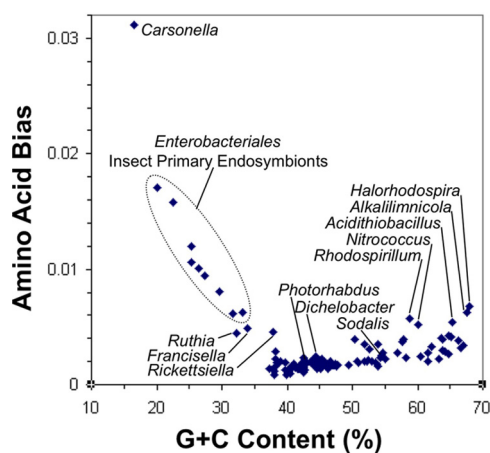 0.03
Carsonella
Enterobacteriales
Insect Primary Endosymbionts
0.02
Halorhodospira
Alkalilimnicola
Acidithiobacillus
Nitrococcus
Rhodospirillum
Amino Acid Bias
0.01
Photorhabdus
Dichelobacter
Sodalis
Ruthia
Francisella
Rickettsiella
0
10 20 30 40 50 60 70
G+C Content (%)